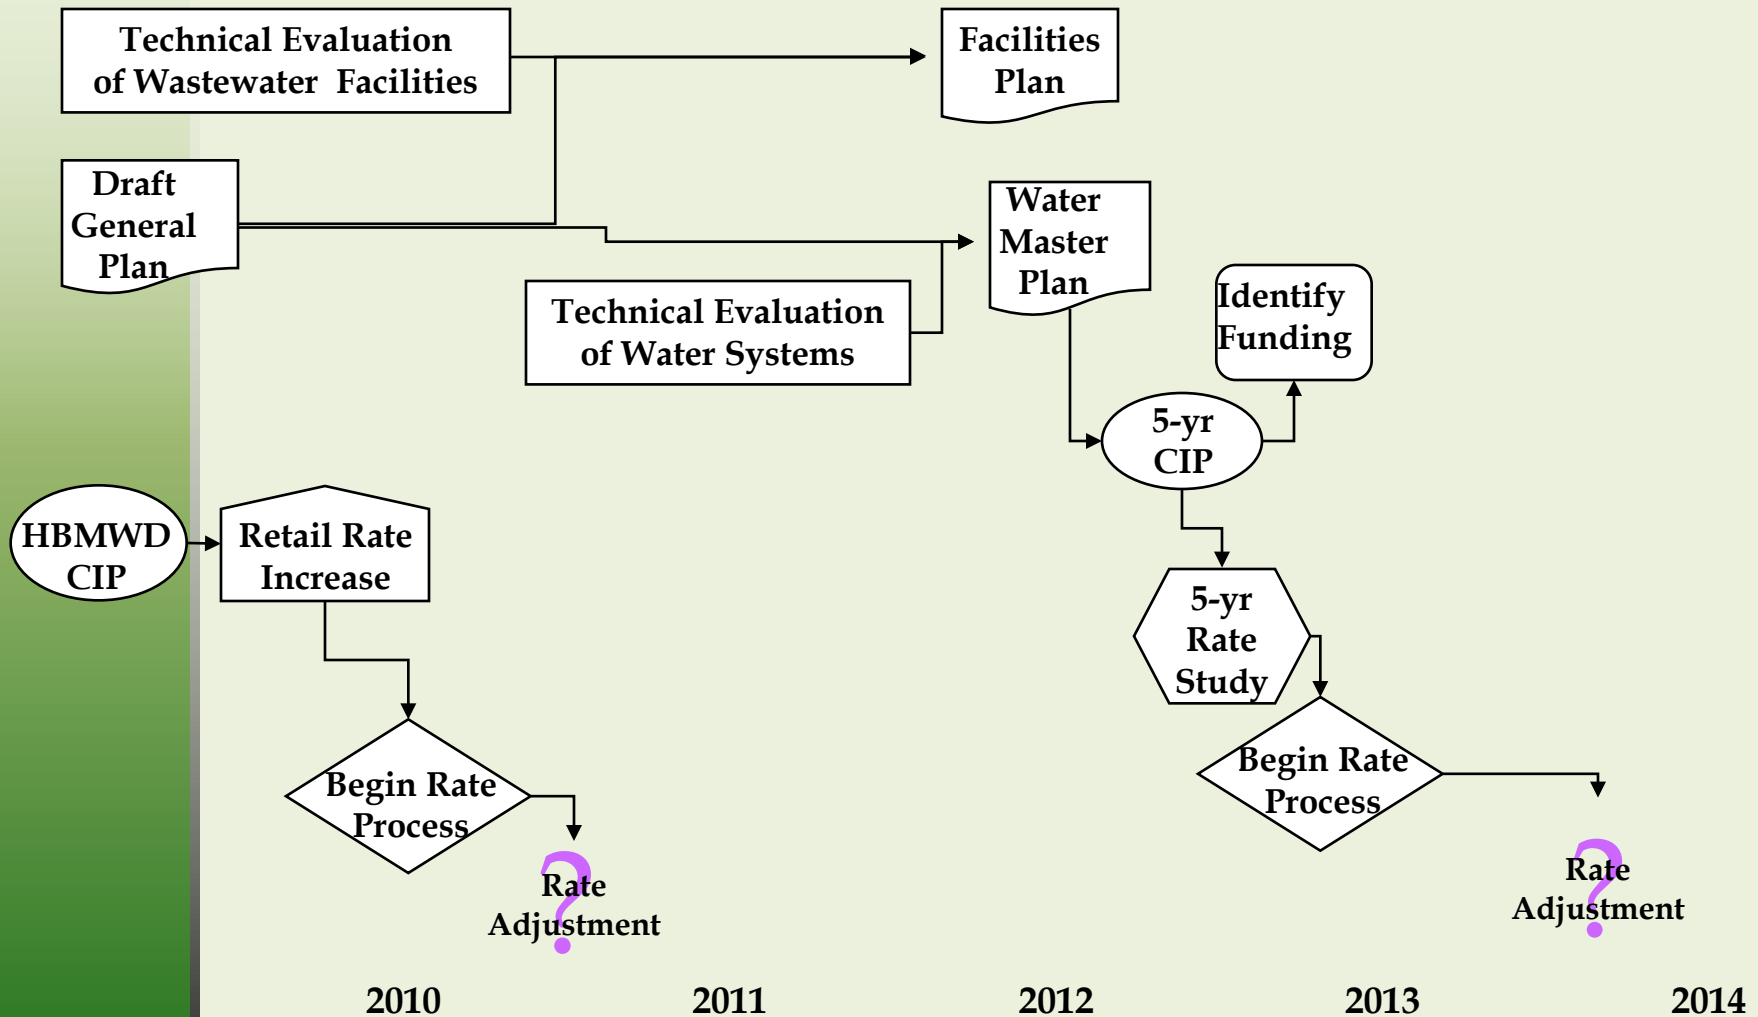 Technical Evaluation
of Wastewater Facilities
Facilities
Plan
Draft
General
Plan
Water
Master
Plan
Technical Evaluation
of Water Systems
Identify
Funding
5-yr
CIP
HBMWD
CIP
Retail Rate
Increase
5-yr
Rate
Study
Begin Rate
Process
Begin Rate
Process
?
Rate
Adjustment
?
Rate
Adjustment
2010
2011
2012
2013
2014